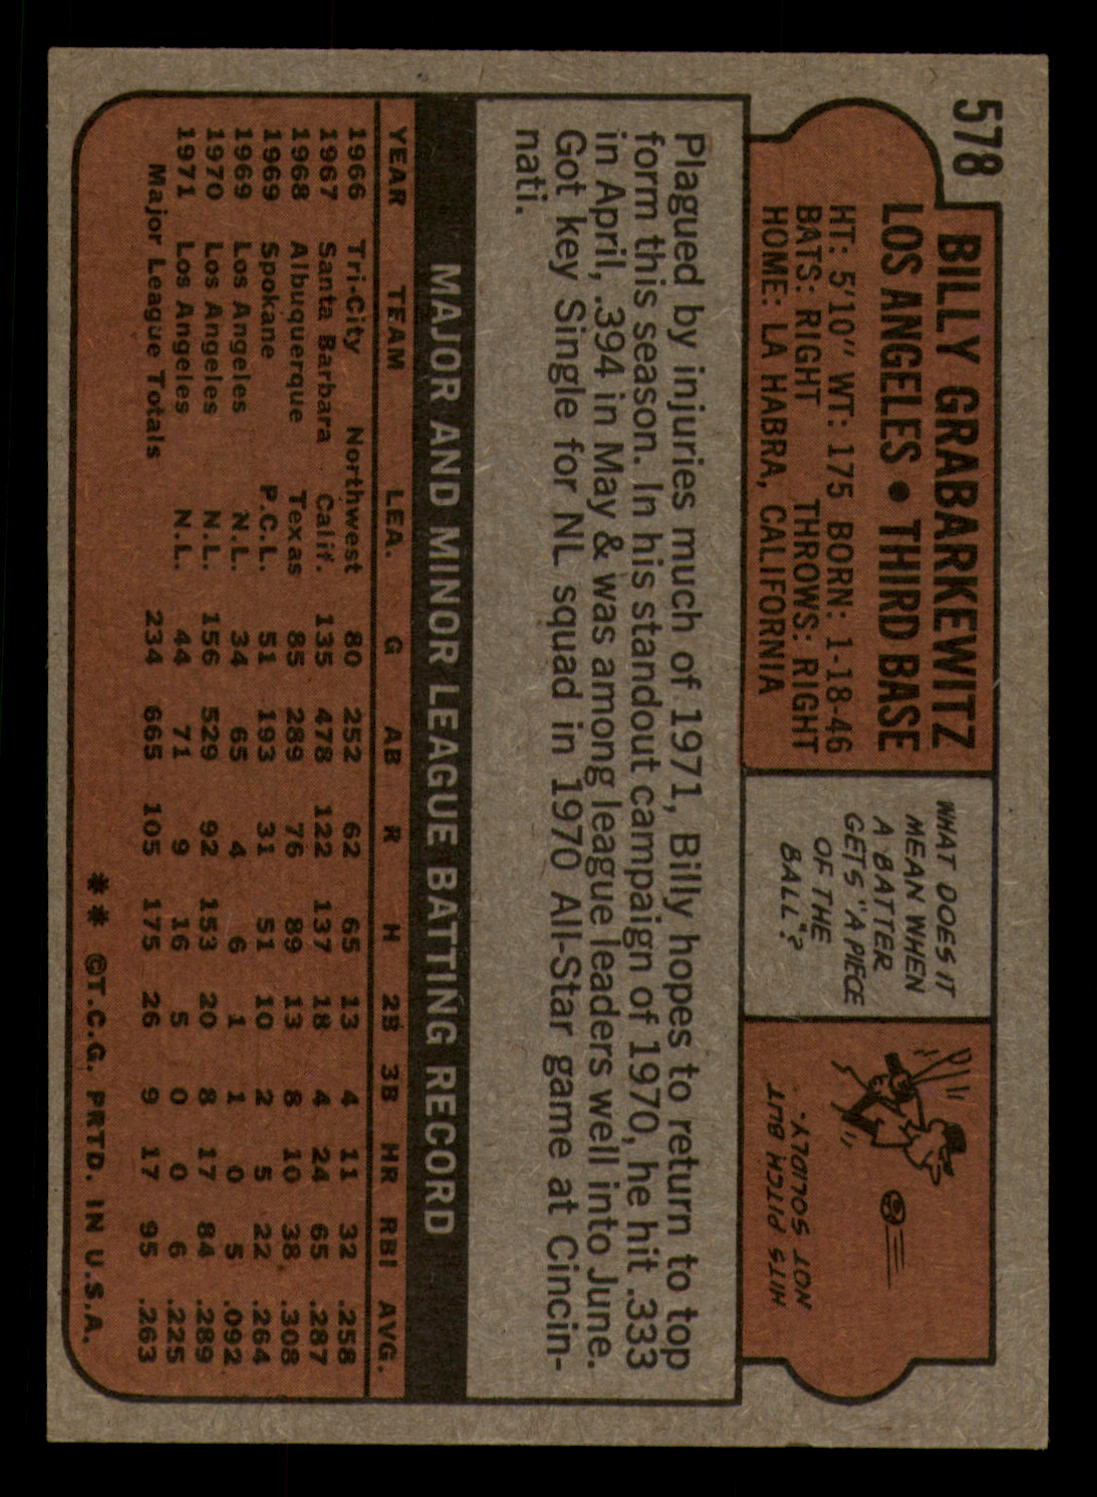 578
BILLY GRABARKEWITZ
LOS ANGELES • THIRD BASE
HT: 5'10" WT: 175 BORN: 1-18-46
BATS: RIGHT THROWS: RIGHT
HOME: LA HABRA, CALIFORNIA
WHAT DOES IT
MEAN WHEN
A BATTER
GETS "A PIECE
OF THE
BALL"?
HITS PITCH BUT
NOT SOLIDLY.
Plagued by injuries much of 1971, Billy hopes to return to top
form this season. In his standout campaign of 1970, he hit .333
in April, .394 in May & was among league leaders well into June.
Got key Single for NL squad in 1970 All-Star game at Cincin-
nati.
MAJOR AND MINOR LEAGUE BATTING RECORD
YEAR TEAM LEA. G AB R H 2B 3B HR RBI AVG.
1966 Tri-City Northwest 80 252 62 65 13 4 11 32 .258
1967 Santa Barbara Calif. 135 478 122 137 18 4 24 65 .287
1968 Albuquerque Texas 85 289 76 89 13 8 10 38 .308
1969 Spokane P.C.L. 51 193 31 51 10 2 5 22 .264
1969 Los Angeles N.L. 34 65 4 6 1 1 0 5 .092
1970 Los Angeles N.L. 156 529 92 153 20 8 17 84 .289
1971 Los Angeles N.L. 44 71 9 16 5 0 0 6 .225
Major League Totals 234 665 105 175 26 9 17 95 .263
** ©T.C.G. PRTD. IN U.S.A.